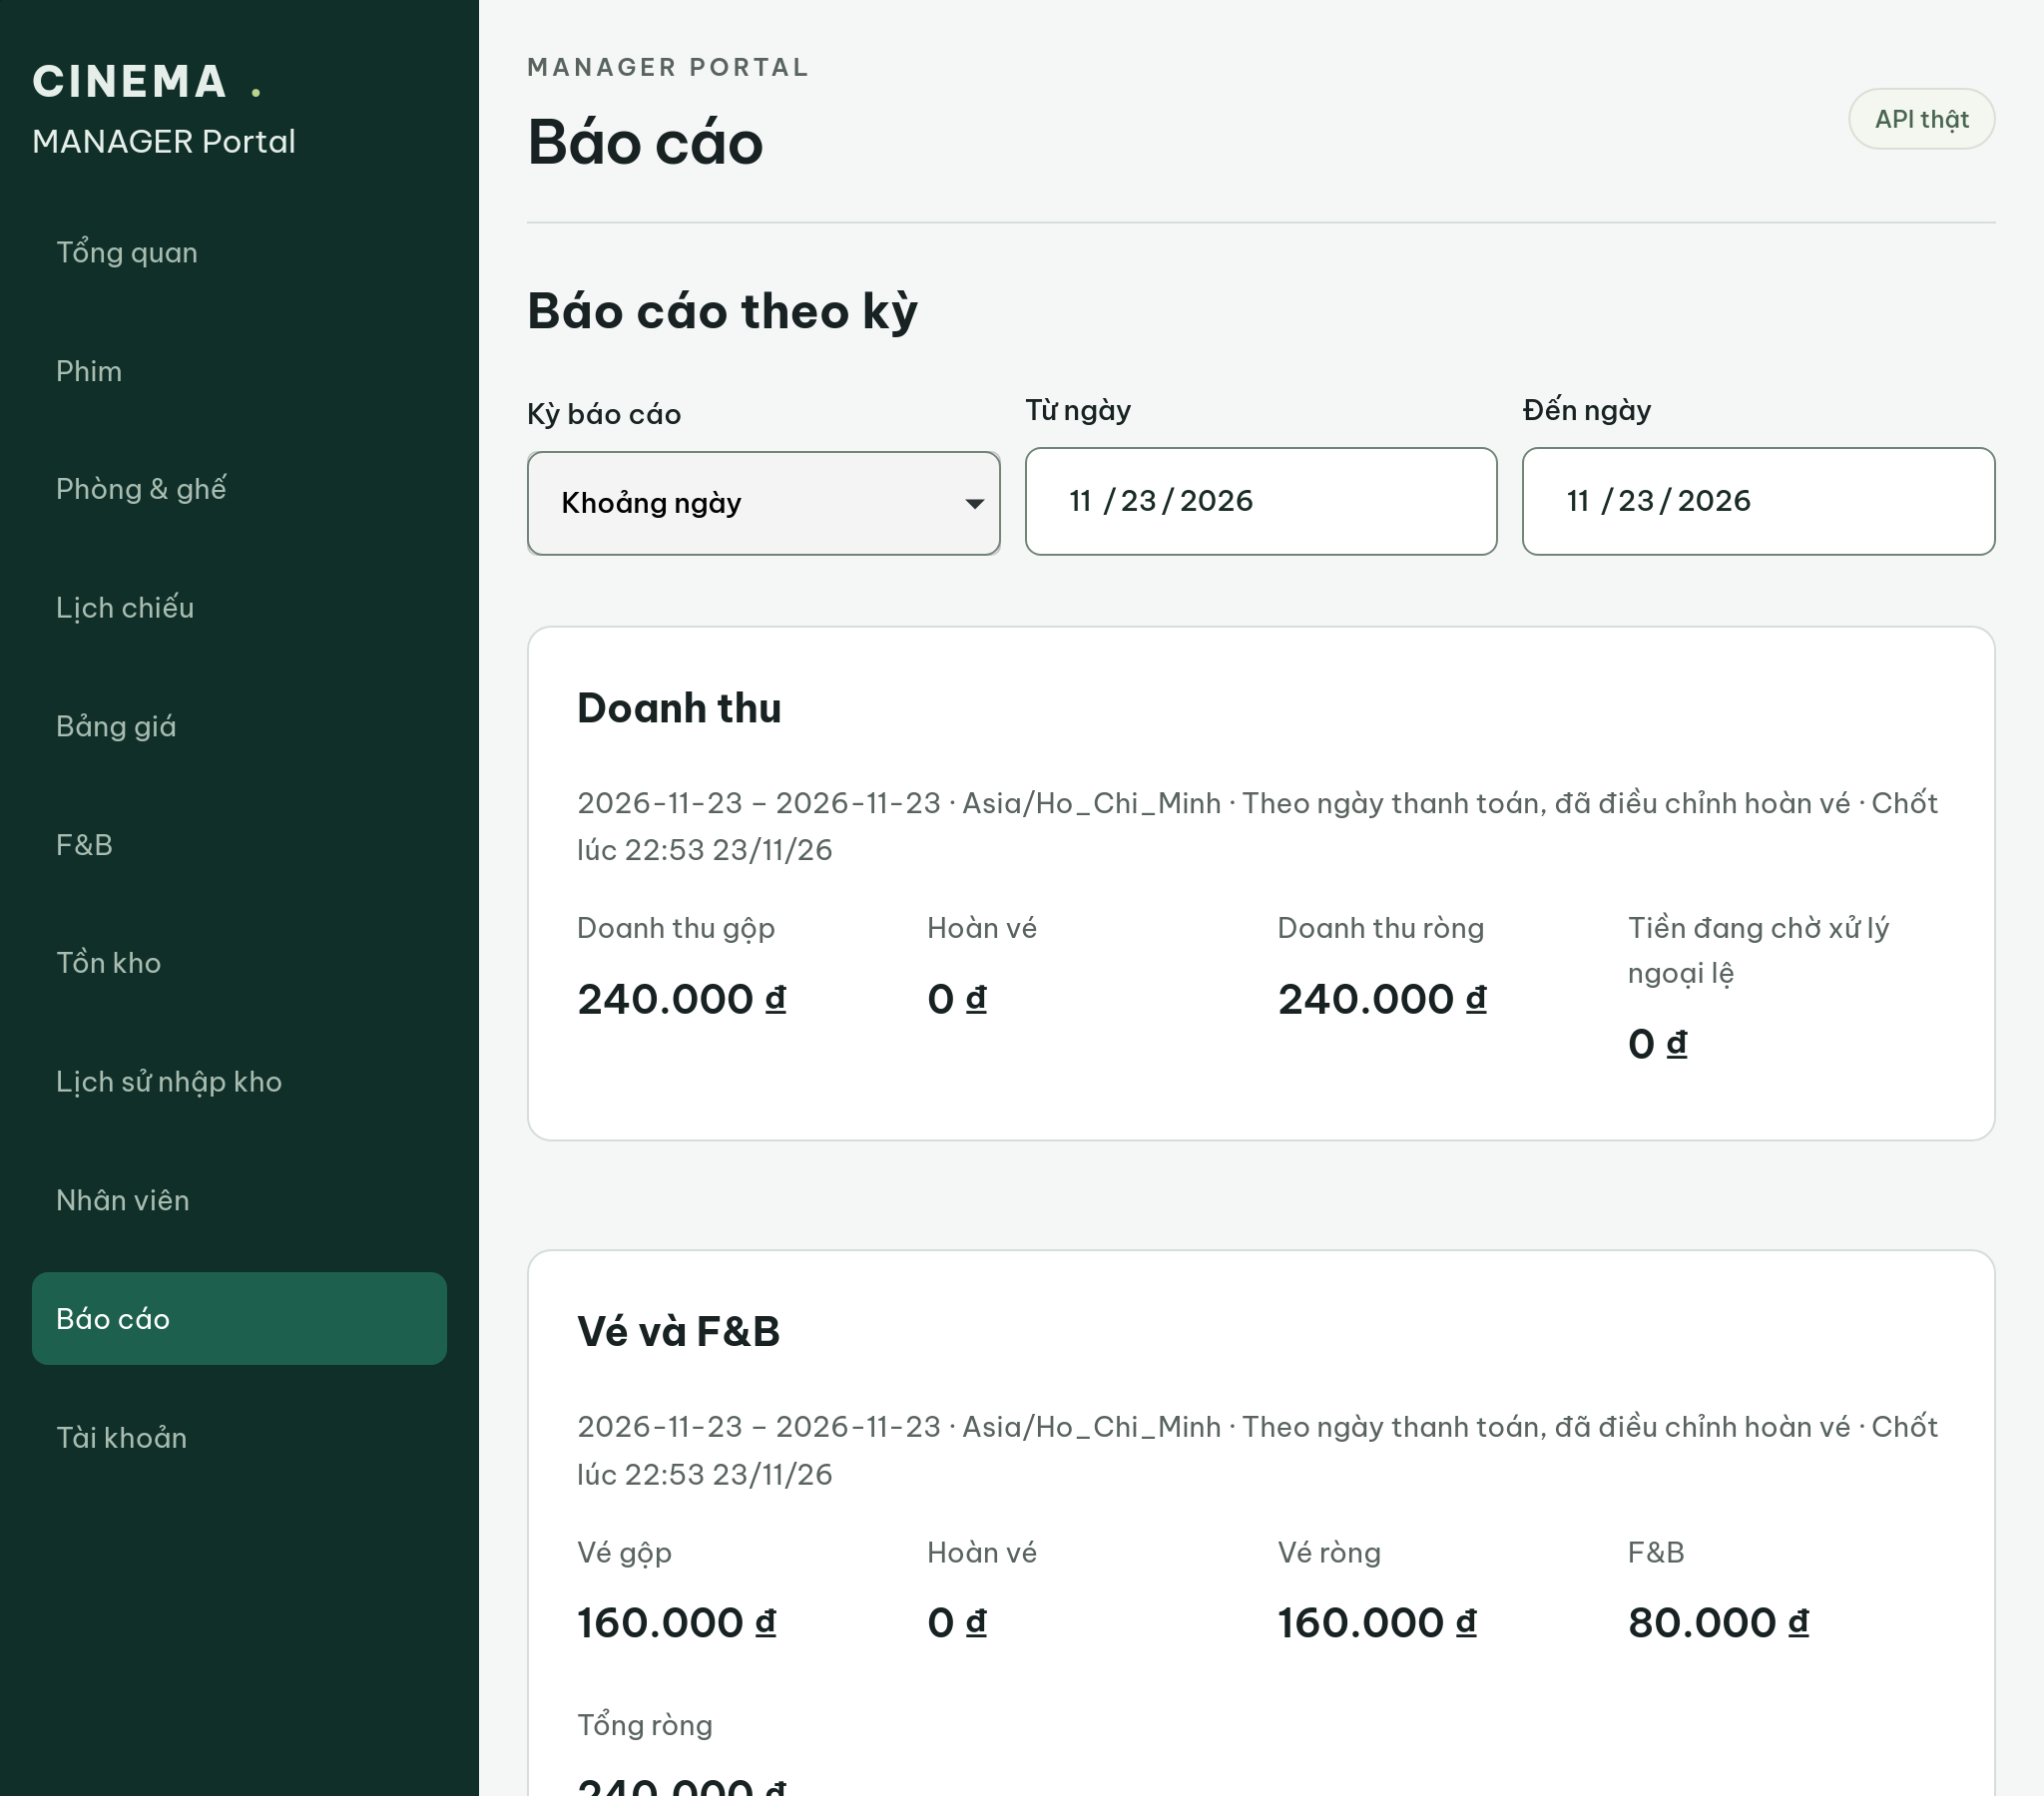 CINEMA .
MANAGER Portal
Tổng quan
Phim
Phòng & ghế
Lịch chiếu
Bảng giá
F&B
Tồn kho
Lịch sử nhập kho
Nhân viên
Báo cáo
Tài khoản
MANAGER PORTAL
Báo cáo
API thật
Báo cáo theo kỳ
Kỳ báo cáo
Khoảng ngày
Từ ngày
11 / 23 / 2026
Đến ngày
11 / 23 / 2026
Doanh thu
2026-11-23 – 2026-11-23 · Asia/Ho_Chi_Minh · Theo ngày thanh toán, đã điều chỉnh hoàn vé · Chốt
lúc 22:53 23/11/26
Doanh thu gộp
240.000 ₫
Hoàn vé
0 ₫
Doanh thu ròng
240.000 ₫
Tiền đang chờ xử lý
ngoại lệ
0 ₫
Vé và F&B
2026-11-23 – 2026-11-23 · Asia/Ho_Chi_Minh · Theo ngày thanh toán, đã điều chỉnh hoàn vé · Chốt
lúc 22:53 23/11/26
Vé gộp
160.000 ₫
Hoàn vé
0 ₫
Vé ròng
160.000 ₫
F&B
80.000 ₫
Tổng ròng
240.000 ₫